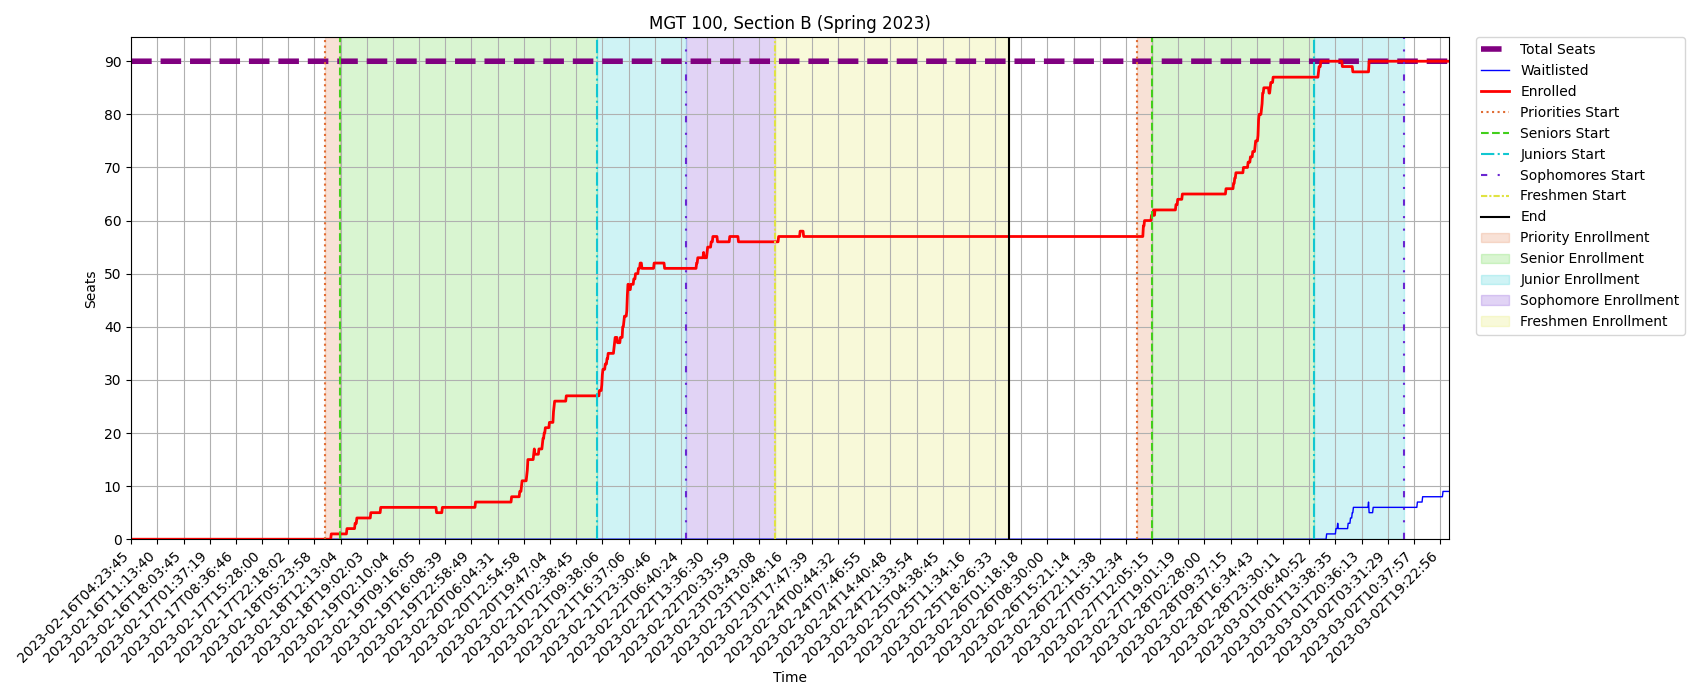 MGT 100, Section B (Spring 2023)
Total Seats
Waitlisted
Enrolled
Priorities Start
Seniors Start
Juniors Start
Sophomores Start
Freshmen Start
End
Priority Enrollment
Senior Enrollment
Junior Enrollment
Sophomore Enrollment
Freshmen Enrollment
Seats
90
80
70
60
50
40
30
20
10
0
2023-02-16T04:23:45
2023-02-16T11:13:40
2023-02-16T18:03:45
2023-02-17T01:37:19
2023-02-17T08:36:46
2023-02-17T15:28:00
2023-02-17T22:18:02
2023-02-18T05:23:58
2023-02-18T12:13:04
2023-02-18T19:02:03
2023-02-19T02:10:04
2023-02-19T09:16:05
2023-02-19T16:08:39
2023-02-19T22:58:49
2023-02-20T06:04:31
2023-02-20T12:54:58
2023-02-20T19:47:04
2023-02-21T02:38:45
2023-02-21T09:38:06
2023-02-21T16:37:06
2023-02-21T23:30:46
2023-02-22T06:40:24
2023-02-22T13:36:30
2023-02-22T20:33:59
2023-02-23T03:43:08
2023-02-23T10:48:16
2023-02-23T17:47:39
2023-02-24T00:44:32
2023-02-24T07:46:55
2023-02-24T14:40:48
2023-02-24T21:33:54
2023-02-25T04:38:45
2023-02-25T11:34:16
2023-02-25T18:26:33
2023-02-26T01:18:18
2023-02-26T08:30:00
2023-02-26T15:21:14
2023-02-26T22:11:38
2023-02-27T05:12:34
2023-02-27T12:05:15
2023-02-27T19:01:19
2023-02-28T02:28:00
2023-02-28T09:37:15
2023-02-28T16:34:43
2023-02-28T23:30:11
2023-03-01T06:40:52
2023-03-01T13:38:35
2023-03-01T20:36:13
2023-03-02T03:31:29
2023-03-02T10:37:57
2023-03-02T19:22:56
Time